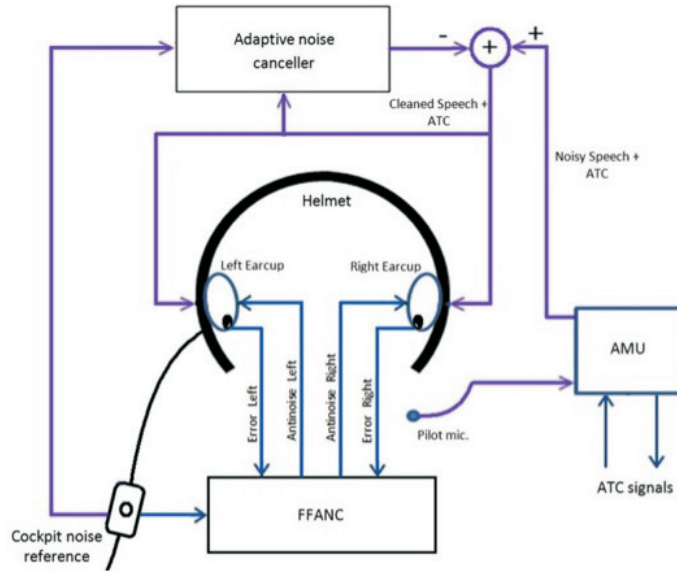 Adaptive noise
canceller
-
+
+
Cleaned Speech +
ATC
Noisy Speech +
ATC
Helmet
Left Earcup
Right Earcup
AMU
Error Left
Antinoise Left
Antinoise Right
Error Right
Pilot mic.
ATC signals
FFANC
Cockpit noise
reference